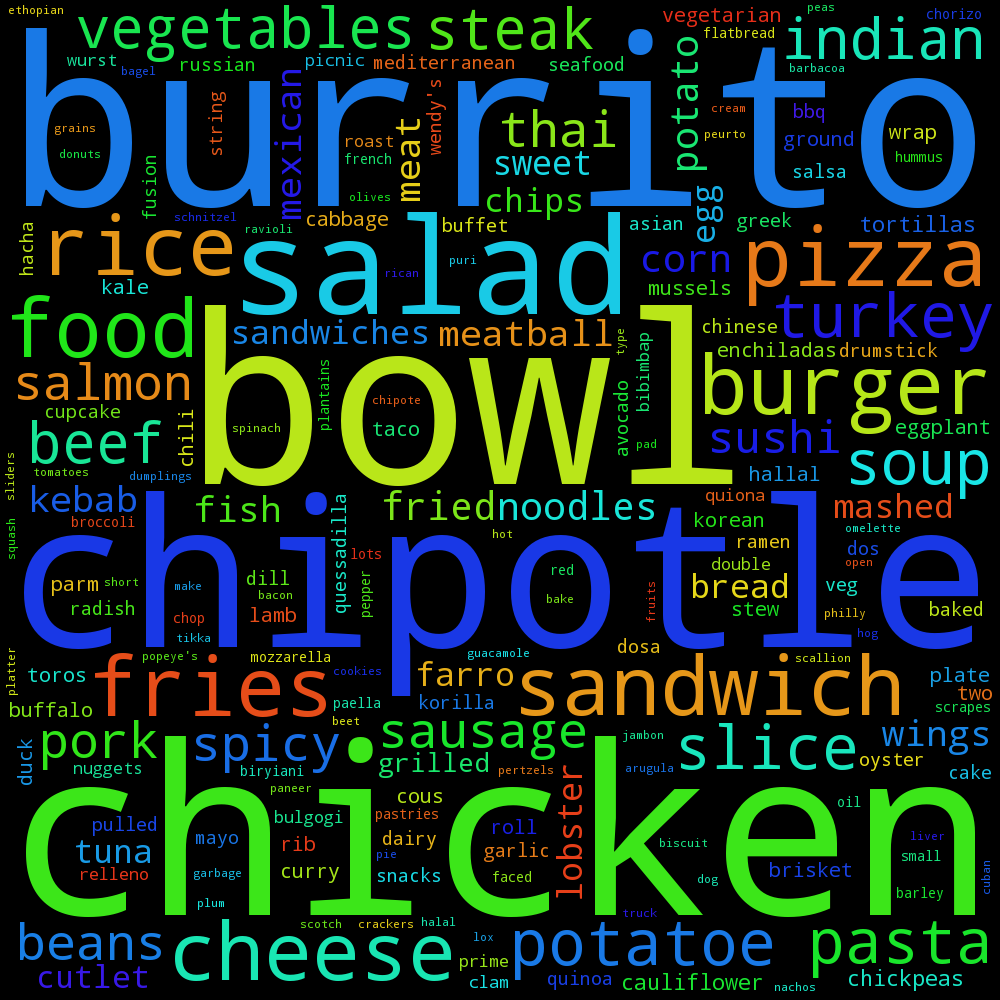 ethopian
vegetables
steak
vegetarian
peas
chorizo
flatbread
indian
wurst
bagel
russian
picnic
mediterranean
seafood
potato
barbacoa
burrito
mexican
string
wendy's
meat
thai
cream
bbq
grains
donuts
roast
french
peurto
ground
wrap
hummus
fusion
sweet
salsa
olives
chips
egg
schnitzel
cabbage
buffet
asian
greek
tortillas
hacha
rice
ravioli
salad
corn
pizza
puri
rican
kale
mussels
food
sandwiches
meatball
type
chinese
turkey
enchiladas
drumstick
bibimbap
salmon
bowl
burger
plantains
chipote
avocado
cupcake
chili
spinach
taco
sushi
eggplant
beef
pad
soup
sliders
tomatoes
dumplings
hallal
kebab
fish
fried
noodles
quiona
mashed
squash
broccoli
quessadilla
hot
korean
omelette
chipotle
lots
ramen
dos
open
parm
short
make
dill
bacon
pepper
red
bake
double
bread
veg
fruits
stew
radish
chop
lamb
philly
baked
tikka
hog
platter
popeye's
mozzarella
guacamole
dosa
scallion
toros
fries
cookies
farro
sandwich
plate
two
buffalo
paella
korilla
scrapes
beet
pork
spicy
sausage
jambon
slice
wings
duck
nuggets
biryiani
grilled
pertzels
arugula
oyster
cake
chicken
paneer
cous
lobster
oil
pulled
bulgogi
pastries
mayo
dairy
roll
tuna
rib
pie
garlic
biscuit
small
liver
relleno
garbage
curry
snacks
faced
dog
brisket
barley
cuban
plum
truck
scotch
crackers
halal
beans
cheese
lox
potatoe
pasta
prime
cutlet
clam
quinoa
cauliflower
nachos
chickpeas